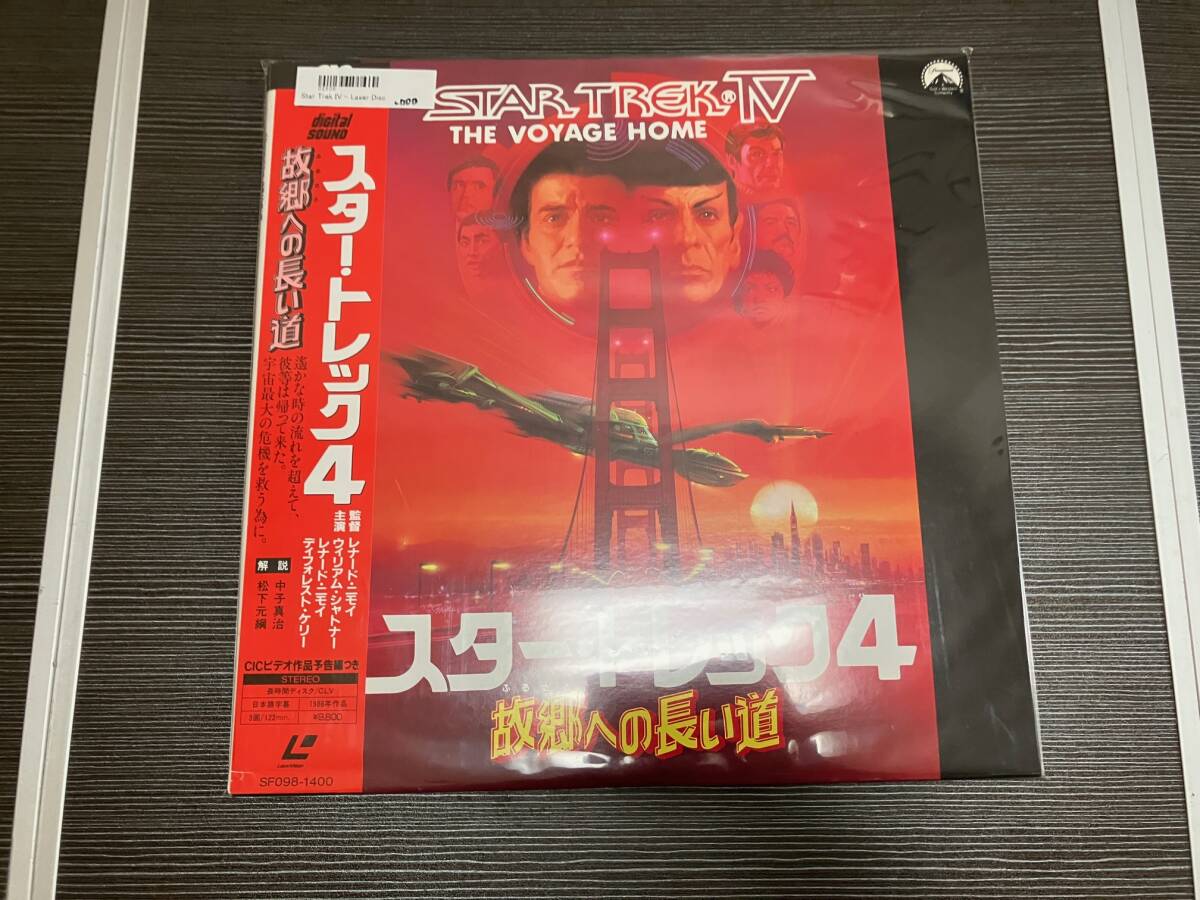 Star Trek IV - Laser Disc
STAR TREK® IV
THE VOYAGE HOME
Paramount
digital
SOUND
スター・トレック4
故郷への長い道
遙かな時の流れを超えて、
彼等は帰って来た。
宇宙最大の危機を救う為に。
監督 レナード・ニモイ
主演 ウィリアム・シャトナー
レナード・ニモイ
ディフォレスト・ケリー
解説 中子真治
松下元綱
CICビデオ作品予告編つき
STEREO
長時間ディスク/CLV
日本語字幕 1986年作品
3面/122min. ¥9,800
LaserVision
SF098-1400
スター・トレック4
故郷への長い道